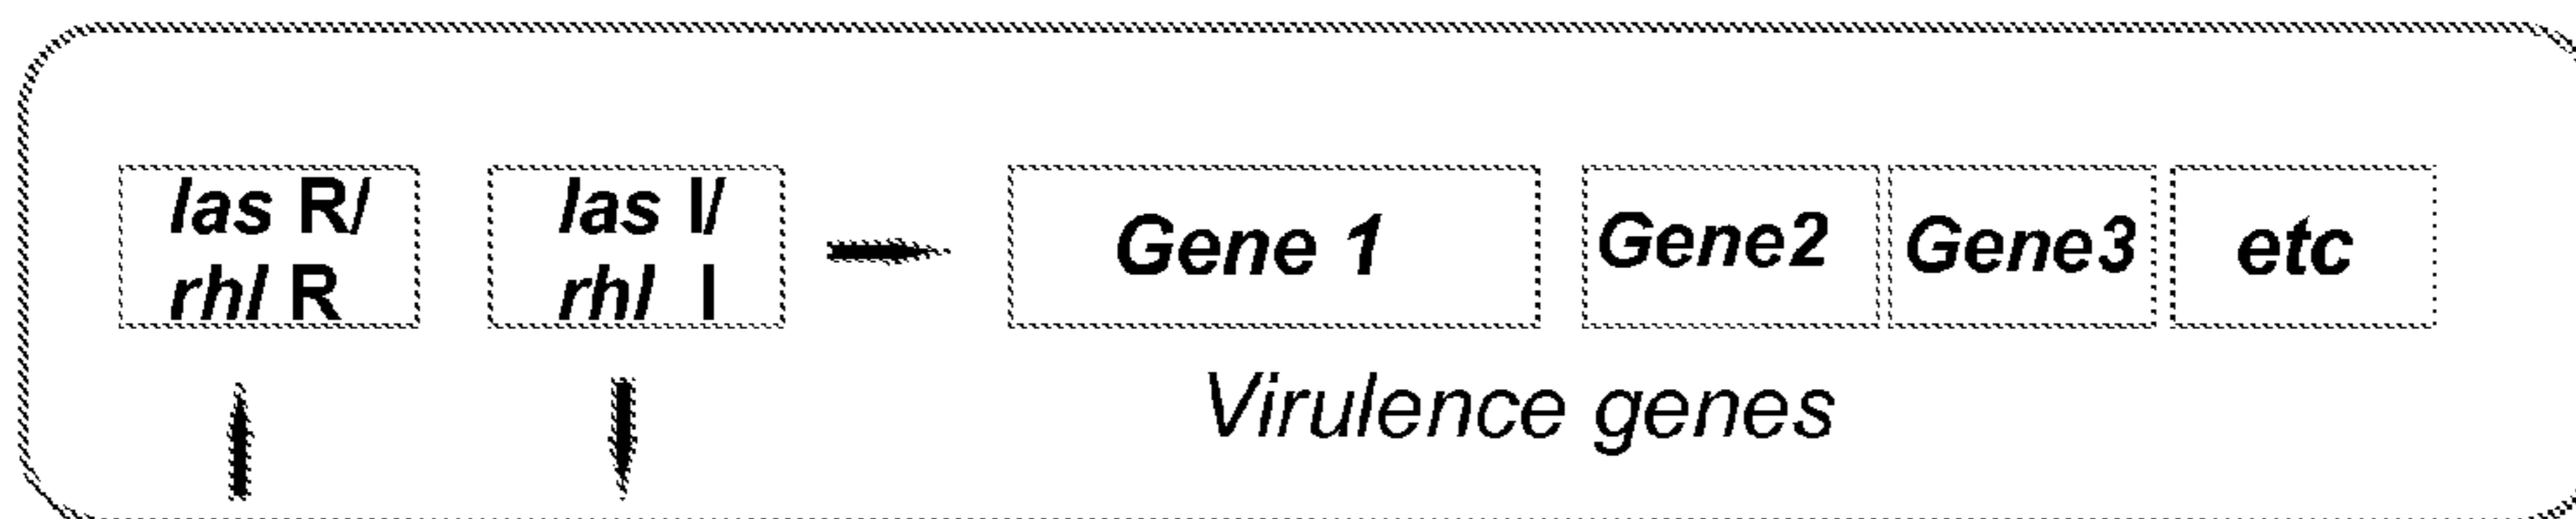 las R/
rhl R
las I/
rhl I
Gene 1
Gene2
Gene3
etc
Virulence genes